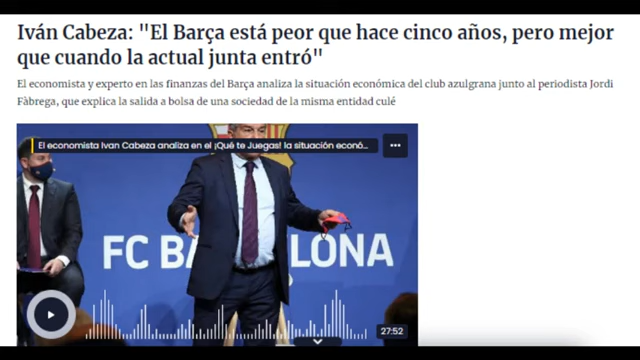 Iván Cabeza: "El Barça está peor que hace cinco años, pero mejor
que cuando la actual junta entró"
El economista y experto en las finanzas del Barça analiza la situación económica del club azulgrana junto al periodista Jordi
Fàbrega, que explica la salida a bolsa de una sociedad de la misma entidad culé
El economista Ivan Cabeza analiza en el ¡Qué te Juegas! la situación econó...
FC BA LONA
27:52